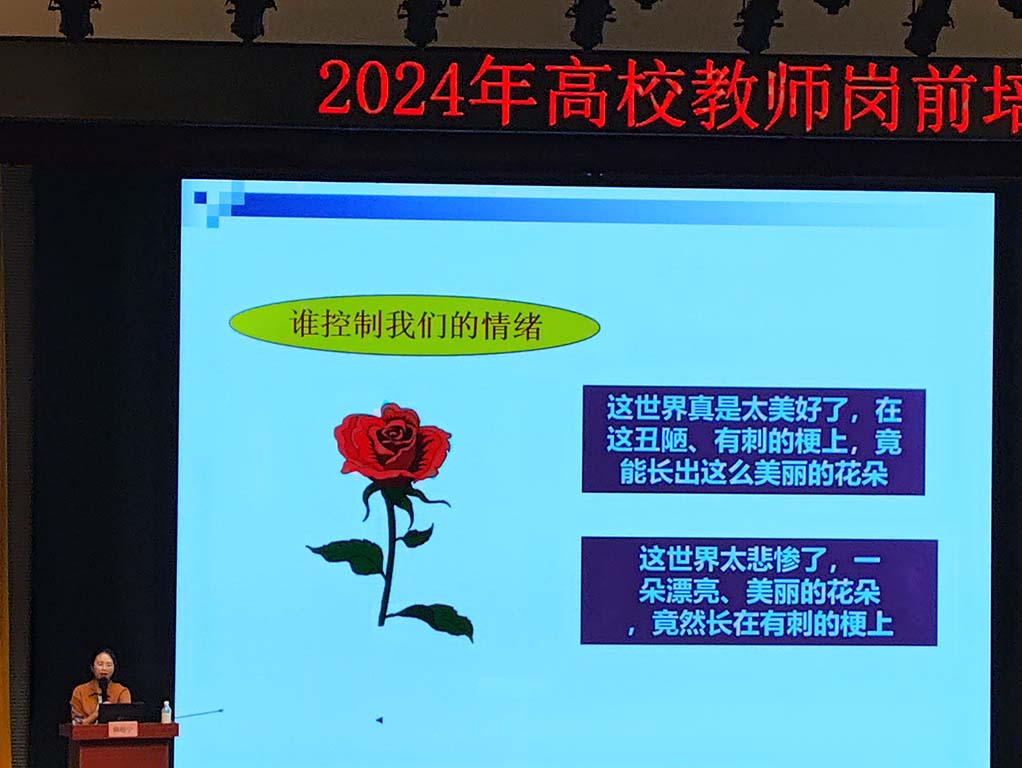 2024年高校教师岗前培
谁控制我们的情绪
这世界真是太美好了，在
这丑陋、有刺的梗上，竟
能长出这么美丽的花朵
这世界太悲惨了，一
朵漂亮、美丽的花朵
，竟然长在有刺的梗上